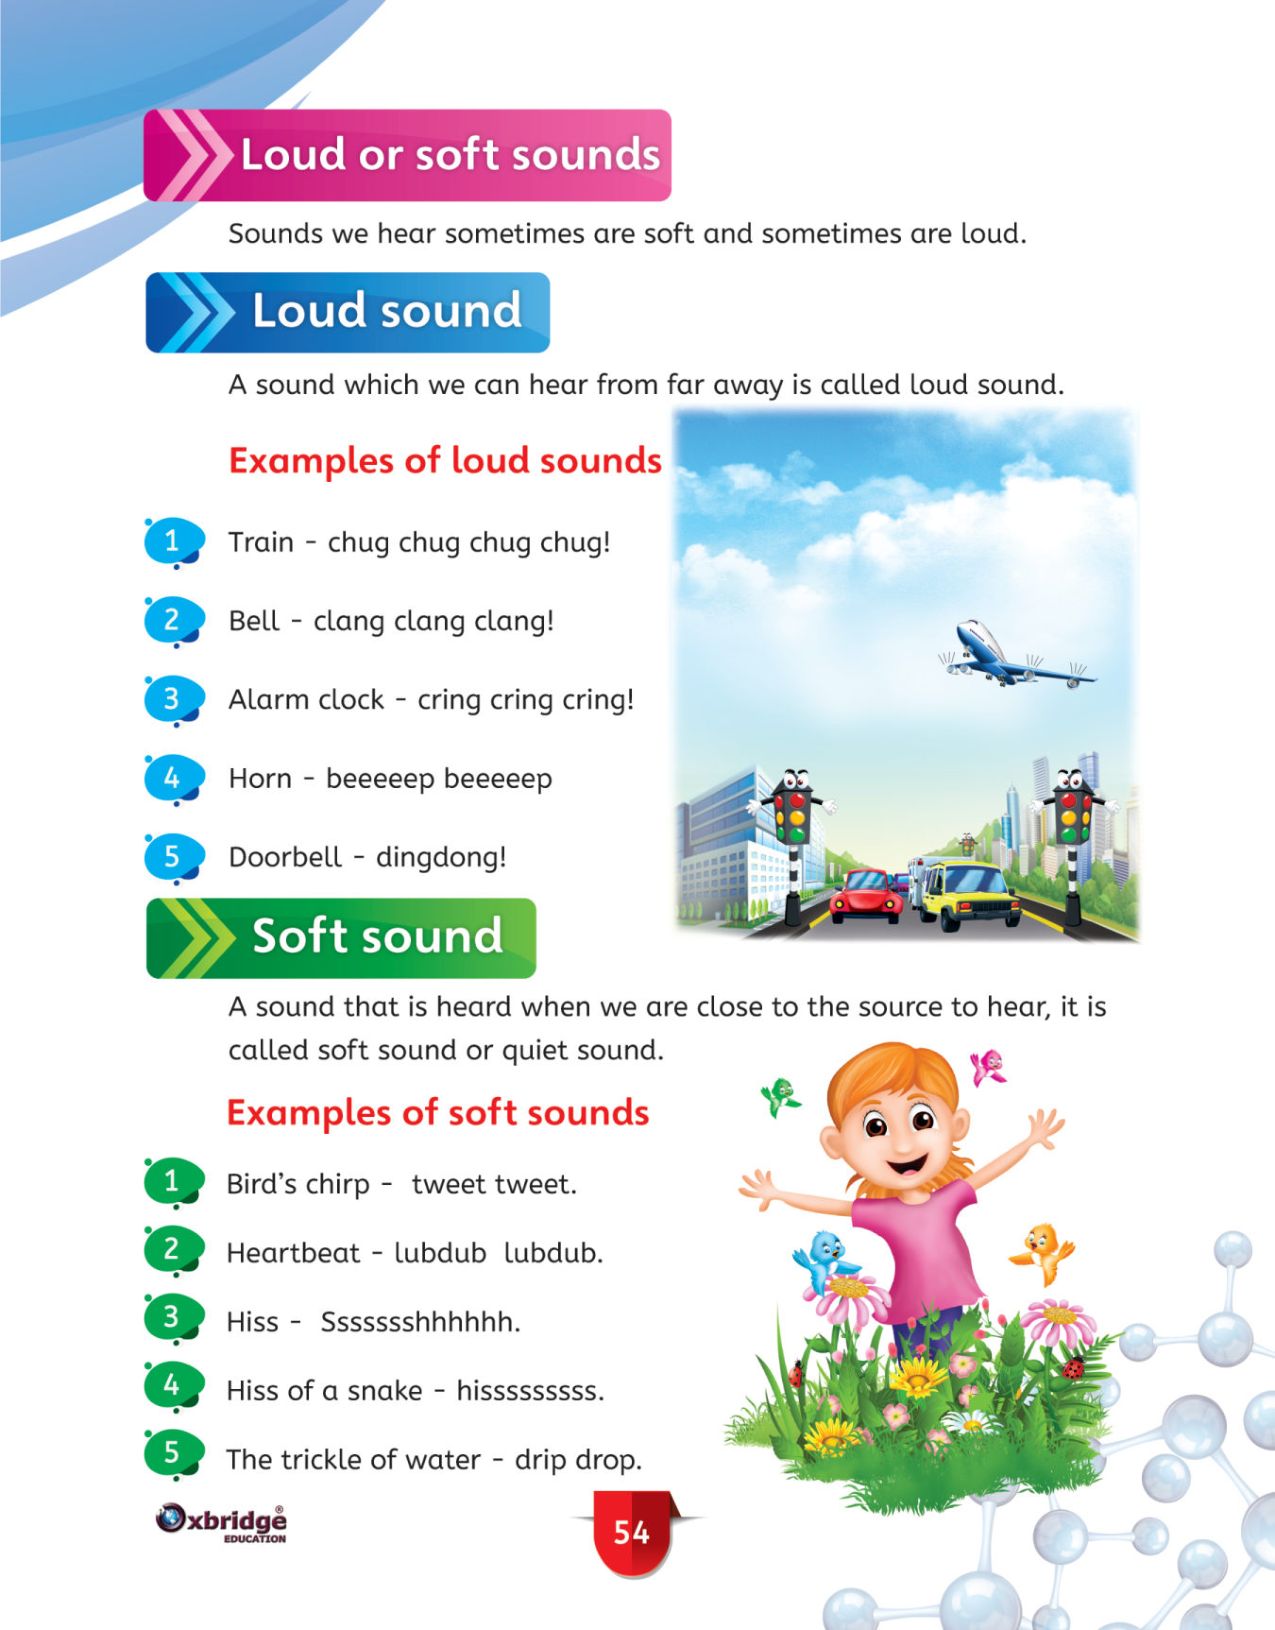 Loud or soft sounds
Sounds we hear sometimes are soft and sometimes are loud.
Loud sound
A sound which we can hear from far away is called loud sound.
Examples of loud sounds
1 Train - chug chug chug chug!
2 Bell - clang clang clang!
3 Alarm clock - cring cring cring!
4 Horn - beeeeep beeeeep
5 Doorbell - dingdong!
Soft sound
A sound that is heard when we are close to the source to hear, it is
called soft sound or quiet sound.
Examples of soft sounds
1 Bird's chirp - tweet tweet.
2 Heartbeat - lubdub lubdub.
3 Hiss - Ssssssshhhhhh.
4 Hiss of a snake - hisssssssss.
5 The trickle of water - drip drop.
Oxbridge®
EDUCATION
54